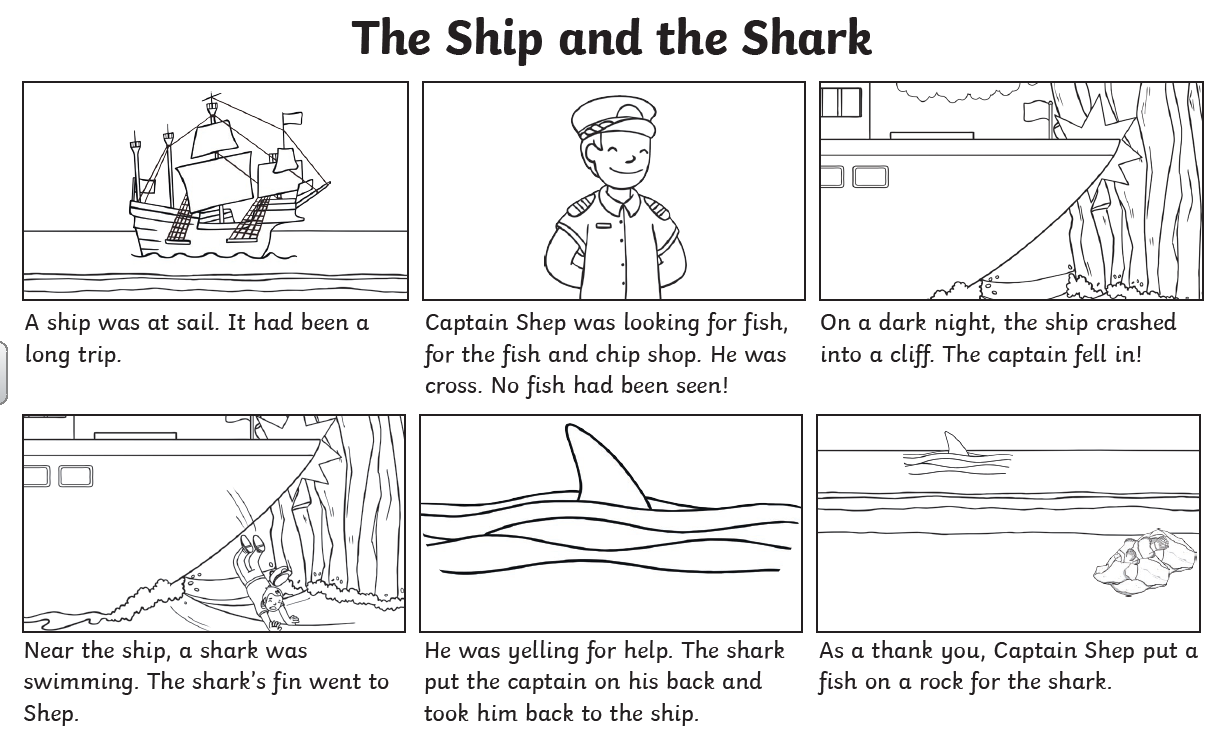 The Ship and the Shark
A ship was at sail. It had been a
long trip.
Captain Shep was looking for fish,
for the fish and chip shop. He was
cross. No fish had been seen!
On a dark night, the ship crashed
into a cliff. The captain fell in!
Near the ship, a shark was
swimming. The shark's fin went to
Shep.
He was yelling for help. The shark
put the captain on his back and
took him back to the ship.
As a thank you, Captain Shep put a
fish on a rock for the shark.